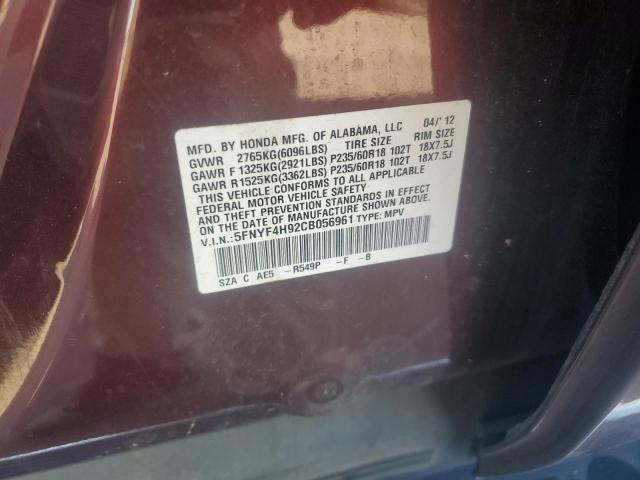 MFD. BY HONDA MFG. OF ALABAMA, LLC 04/'12
GVWR 2765KG(6096LBS) TIRE SIZE RIM SIZE
GAWR F 1325KG(2921LBS) P235/60R18 102T 18X7.5J
GAWR R1525KG(3362LBS) P235/60R18 102T 18X7.5J
THIS VEHICLE CONFORMS TO ALL APPLICABLE
FEDERAL MOTOR VEHICLE SAFETY
AND THEFT PREVENTION STANDARDS IN EFFECT
ON THE DATE OF MANUFACTURE SHOWN ABOVE.
V.I.N.:5FNYF4H92CB056961 TYPE: MPV
SZA C AE5 -R549P -F -B